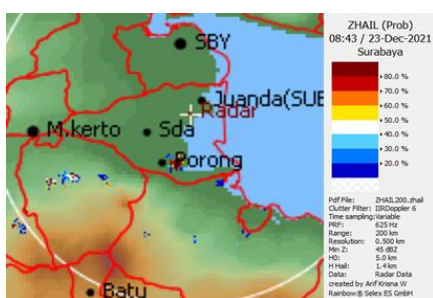 SBY
Juanda(SUB
Radar
M.kerto
Sda
Porong
Batu
ZHAIL (Prob)
08:43 / 23-Dec-2021
Surabaya
80.0 %
70.0 %
60.0 %
50.0 %
40.0 %
30.0 %
20.0 %
Pdf File: ZHAIL200.zhail
Clutter Filter: IIRDoppler 6
Time sampling:Variable
PRF: 625 Hz
Range: 200 km
Resolution: 0.500 km
Min Z: 45 dBZ
H0: 5.0 km
H Hail: 1.4 km
Data: Radar Data
created by Arif Krisna W
Rainbow® Selex ES GmbH